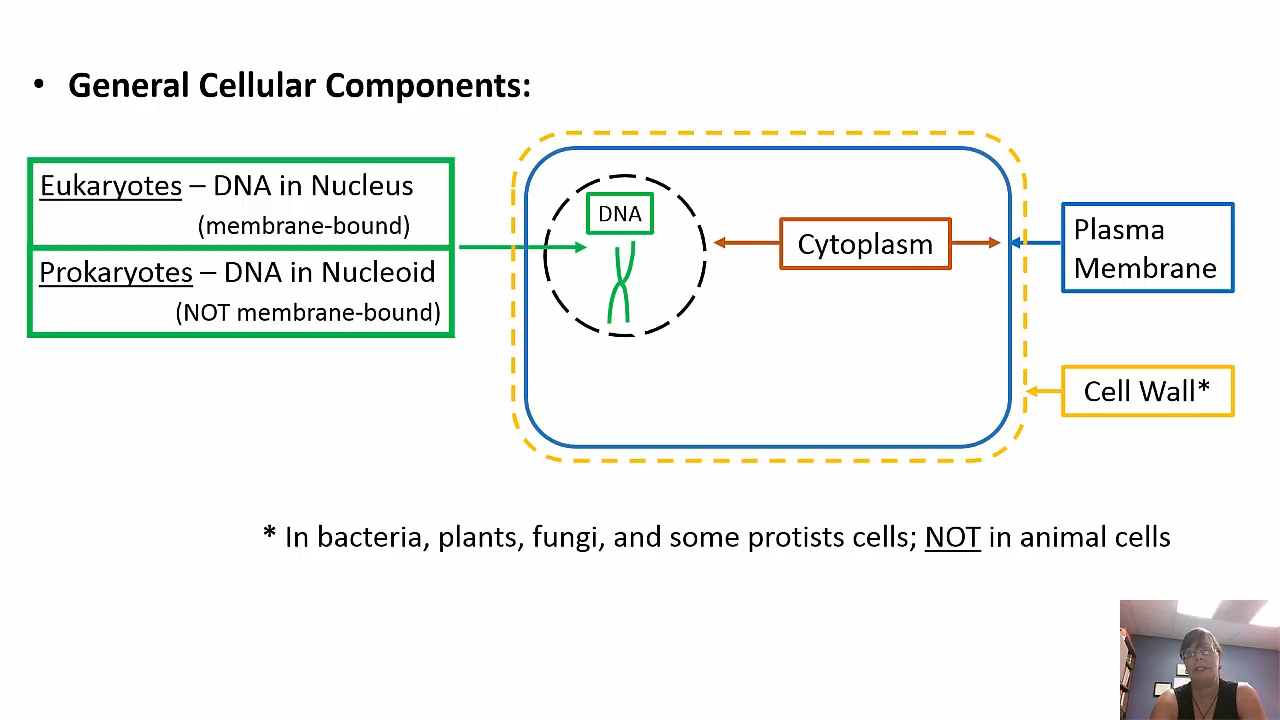 • General Cellular Components:
Eukaryotes – DNA in Nucleus
(membrane-bound)
Prokaryotes – DNA in Nucleoid
(NOT membrane-bound)
DNA
Cytoplasm
Plasma
Membrane
Cell Wall*
* In bacteria, plants, fungi, and some protists cells; NOT in animal cells